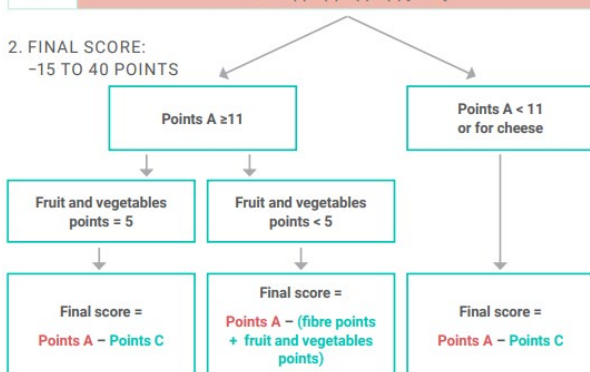 2. FINAL SCORE:
−15 TO 40 POINTS
Points A ≥11
Points A < 11
or for cheese
Fruit and vegetables
points = 5
Fruit and vegetables
points < 5
Final score =
Points A – Points C
Final score =
Points A – (fibre points
+ fruit and vegetables
points)
Final score =
Points A – Points C